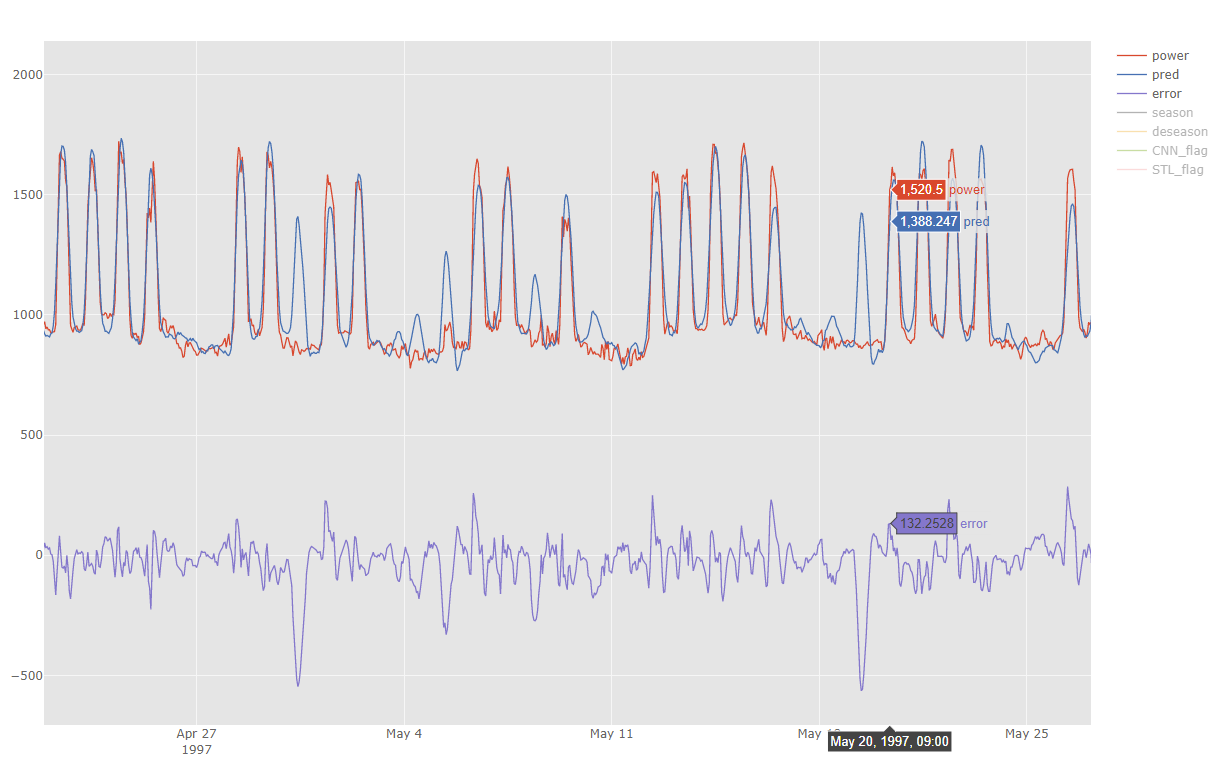 2000
1500
1000
500
0
−500
Apr 27
1997
May 4
May 11
May
May 25
May 20, 1997, 09:00
1,520.5 power
1,388.247 pred
132.2528 error
power
pred
error
season
deseason
CNN_flag
STL_flag